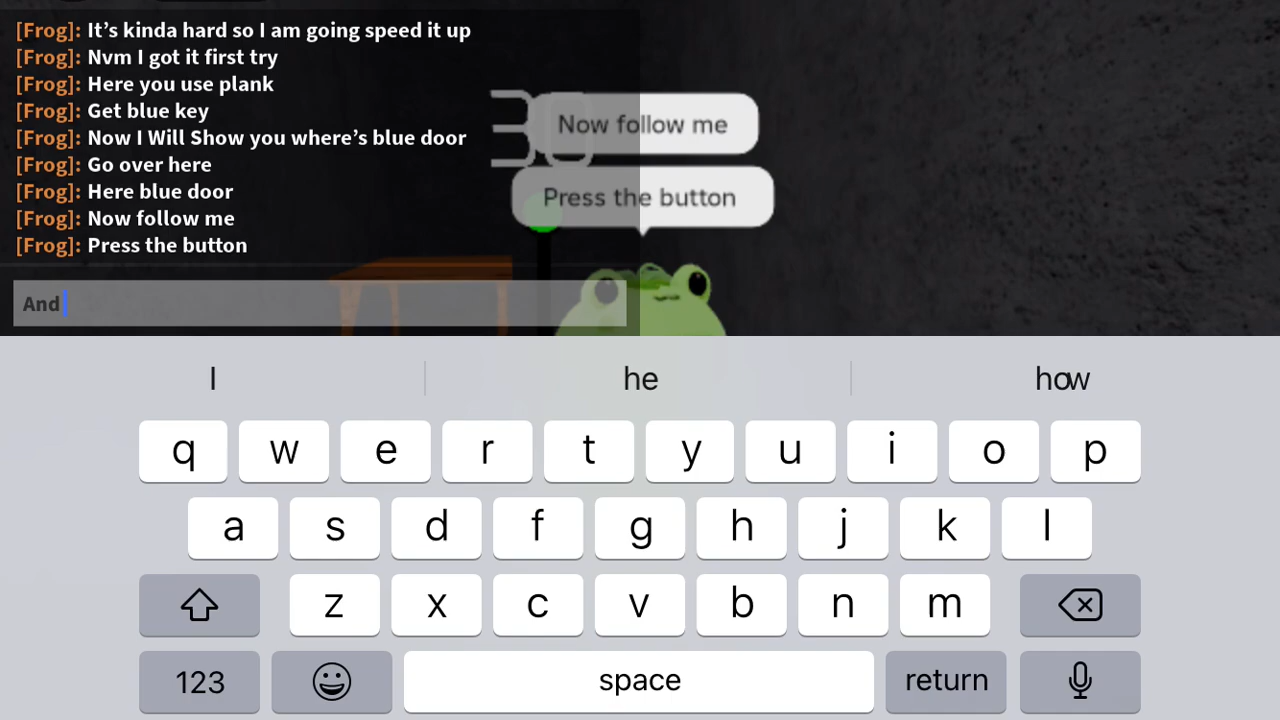 [Frog]: It’s kinda hard so I am going speed it up
[Frog]: Nvm I got it first try
[Frog]: Here you use plank
[Frog]: Get blue key
[Frog]: Now I Will Show you where’s blue door
[Frog]: Go over here
[Frog]: Here blue door
[Frog]: Now follow me
[Frog]: Press the button
30
Now follow me
Press the button
And
I he how
q w e r t y u i o p
a s d f g h j k l
z x c v b n m
123 space return